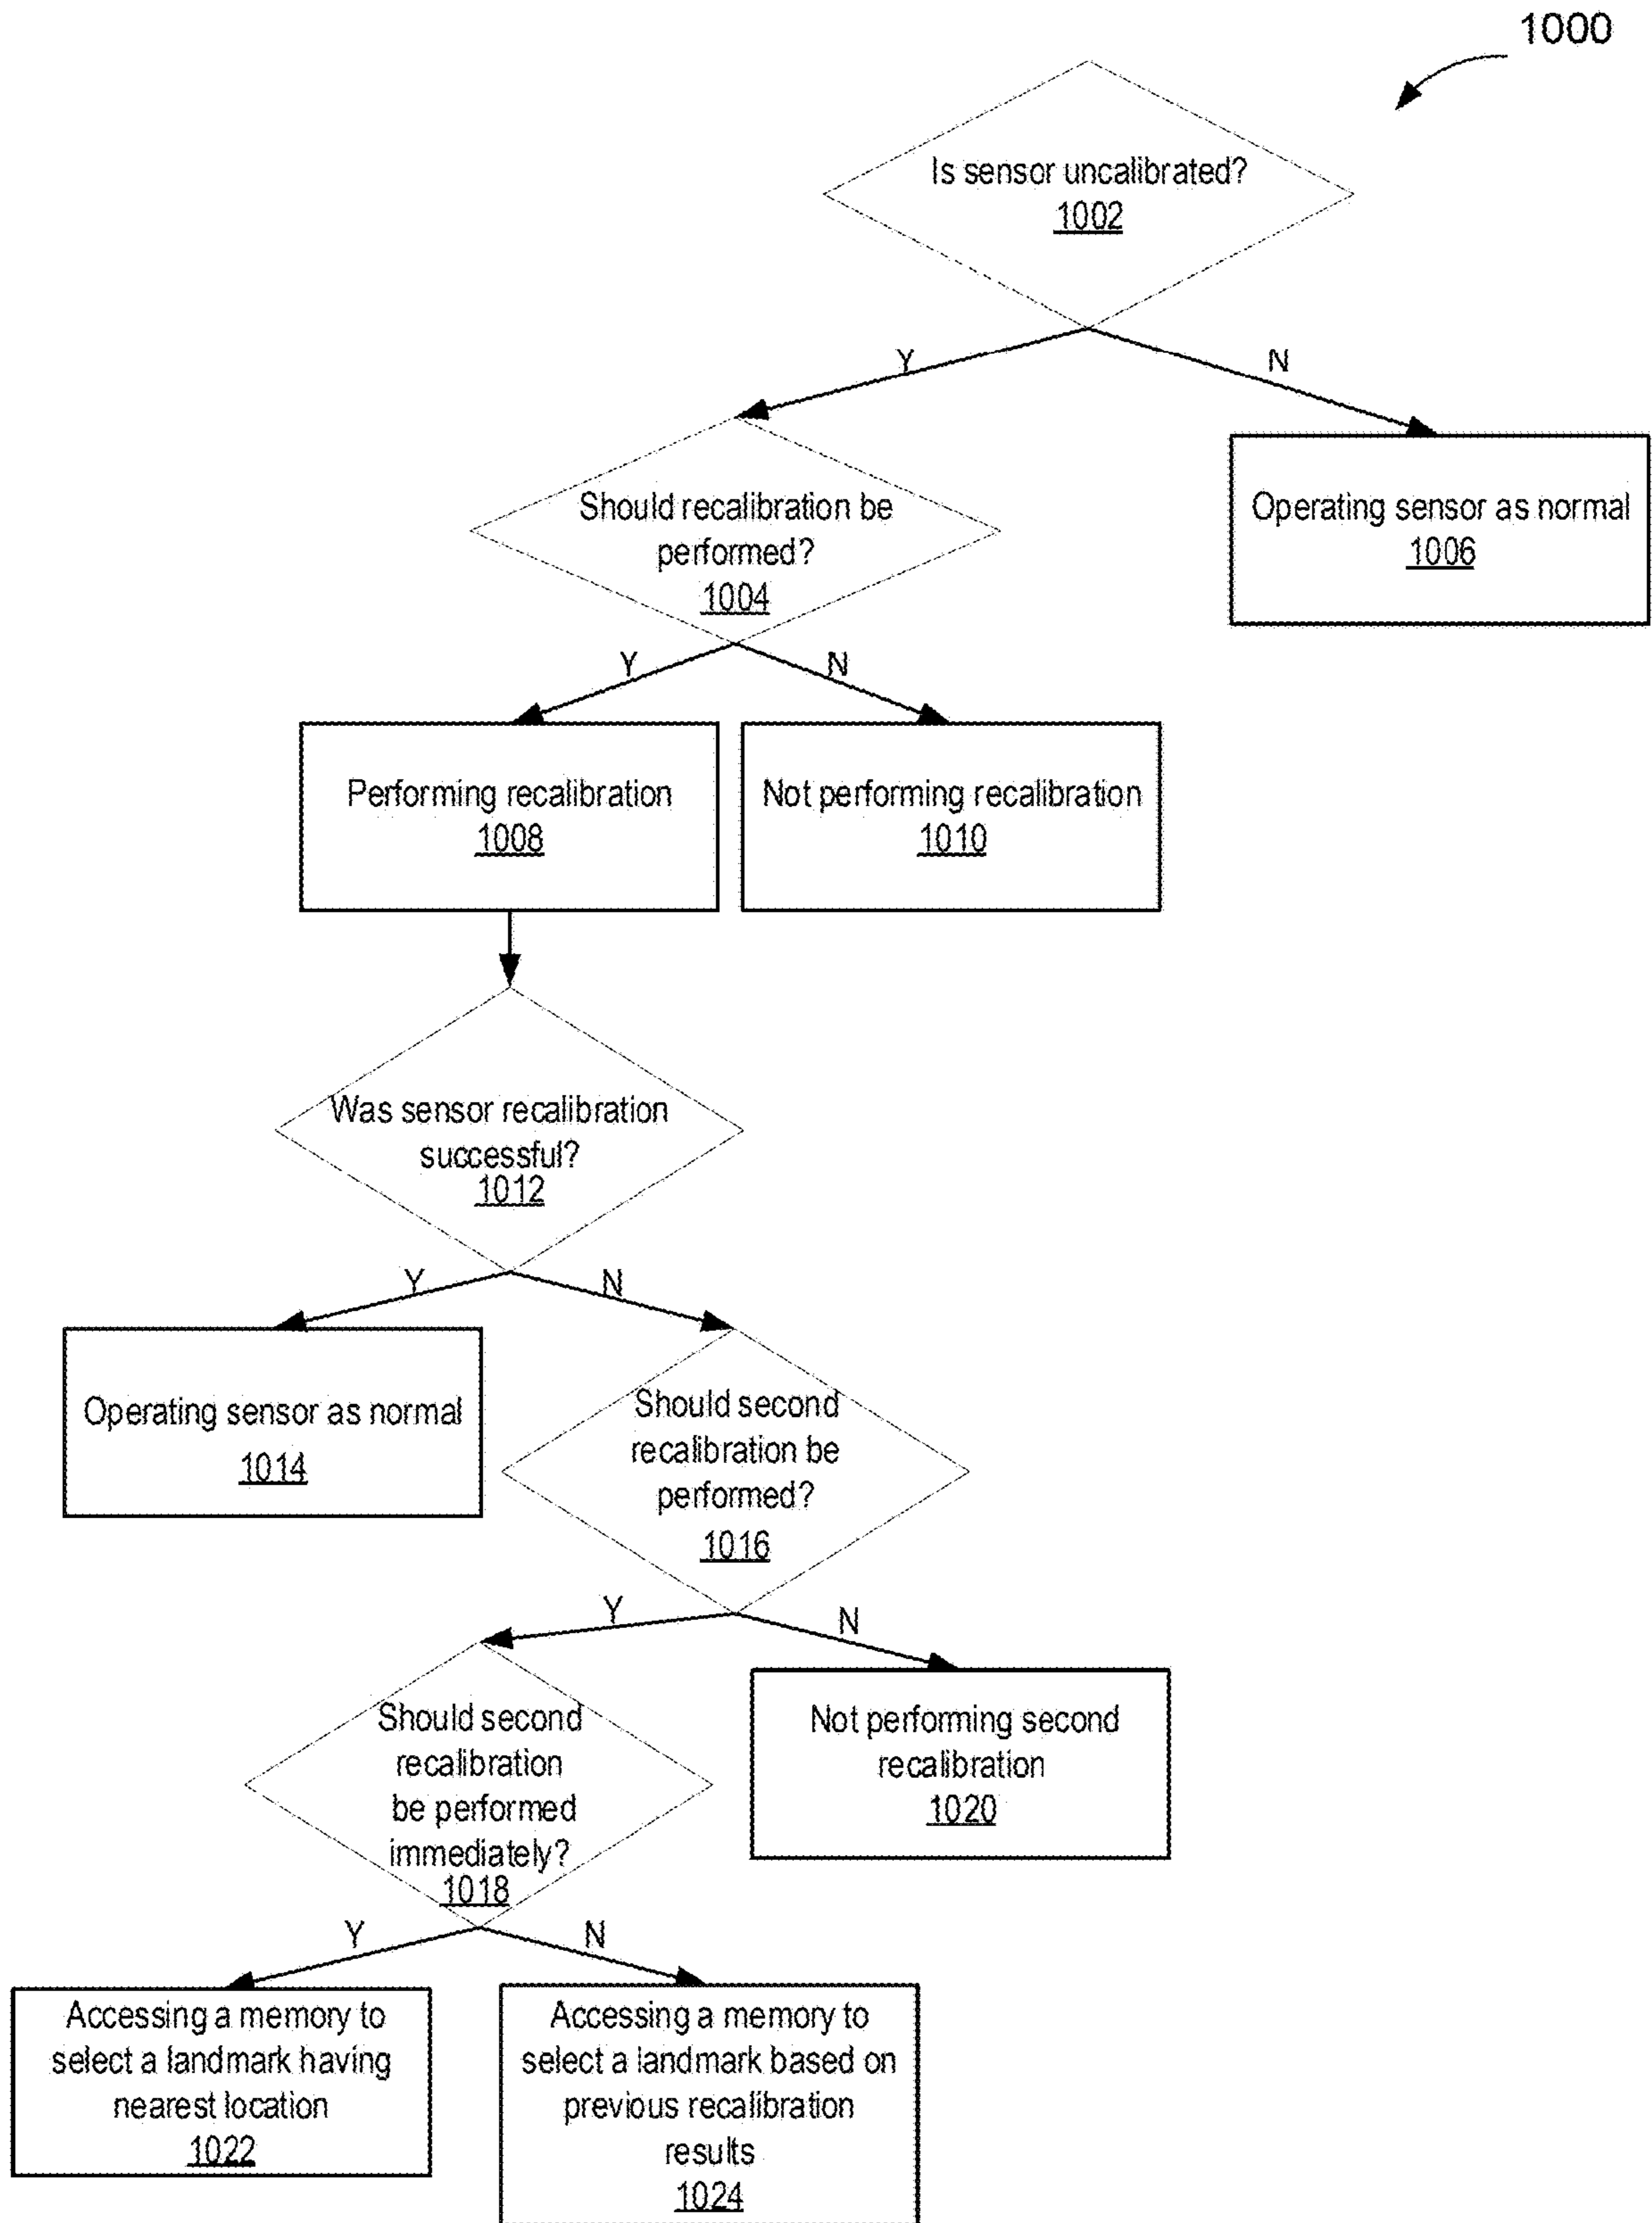 1000
Is sensor uncalibrated?
1002
Y
N
Should recalibration be
performed?
1004
Operating sensor as normal
1006
Y
N
Performing recalibration
1008
Not performing recalibration
1010
Was sensor recalibration
successful?
1012
Y
N
Operating sensor as normal
1014
Should second
recalibration be
performed?
1016
Y
N
Should second
recalibration
be performed
immediately?
1018
Not performing second
recalibration
1020
Y
N
Accessing a memory to
select a landmark having
nearest location
1022
Accessing a memory to
select a landmark based on
previous recalibration
results
1024